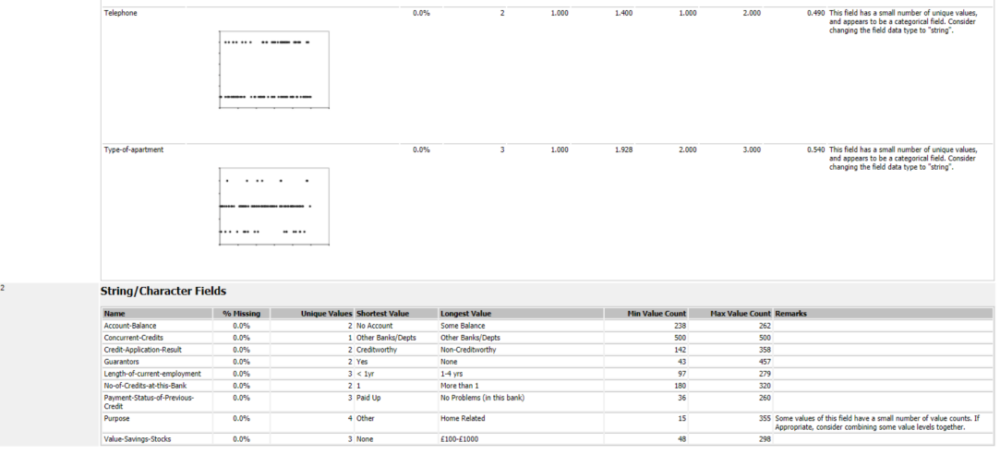 Telephone 0.0% 2 1.000 1.400 1.000 2.000 0.490 This field has a small number of unique values,
and appears to be a categorical field. Consider
changing the field data type to "string".
Type-of-apartment 0.0% 3 1.000 1.928 2.000 3.000 0.540 This field has a small number of unique values,
and appears to be a categorical field. Consider
changing the field data type to "string".
2 String/Character Fields
Name % Missing Unique Values Shortest Value Longest Value Min Value Count Max Value Count Remarks
Account-Balance 0.0% 2 No Account Some Balance 238 262
Concurrent-Credits 0.0% 1 Other Banks/Depts Other Banks/Depts 500 500
Credit-Application-Result 0.0% 2 Creditworthy Non-Creditworthy 142 358
Guarantors 0.0% 2 Yes None 43 457
Length-of-current-employment 0.0% 3 < 1yr 1-4 yrs 97 279
No-of-Credits-at-this-Bank 0.0% 2 1 More than 1 180 320
Payment-Status-of-Previous- 0.0% 3 Paid Up No Problems (in this bank) 36 260
Credit
Purpose 0.0% 4 Other Home Related 15 355 Some values of this field have a small number of value counts. If
Appropriate, consider combining some value levels together.
Value-Savings-Stocks 0.0% 3 None £100-£1000 48 298